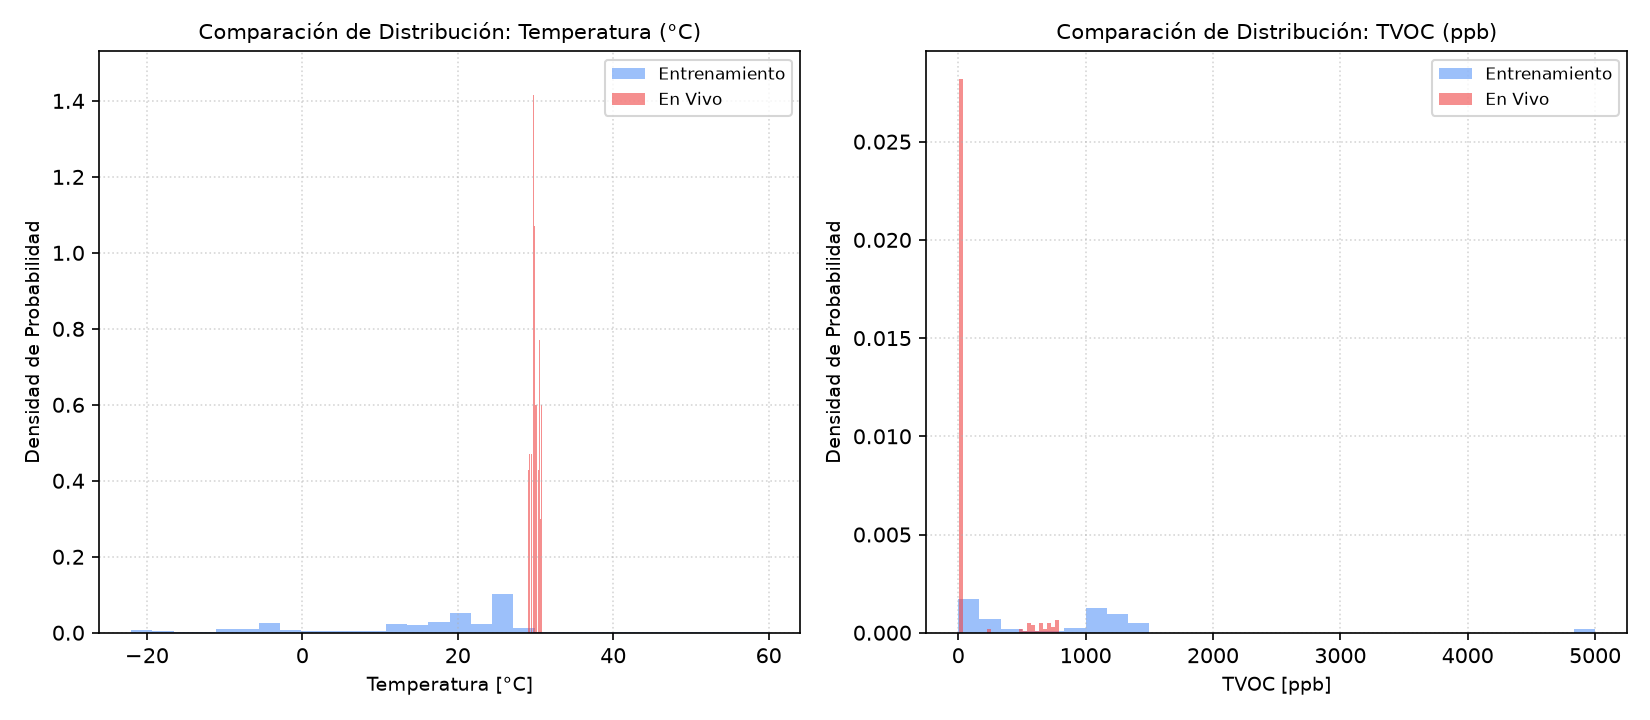 Comparación de Distribución: Temperatura (°C)
Entrenamiento
En Vivo
Densidad de Probabilidad
1.4
1.2
1.0
0.8
0.6
0.4
0.2
0.0
−20
0
20
40
60
Temperatura [°C]
Comparación de Distribución: TVOC (ppb)
Entrenamiento
En Vivo
Densidad de Probabilidad
0.025
0.020
0.015
0.010
0.005
0.000
0
1000
2000
3000
4000
5000
TVOC [ppb]